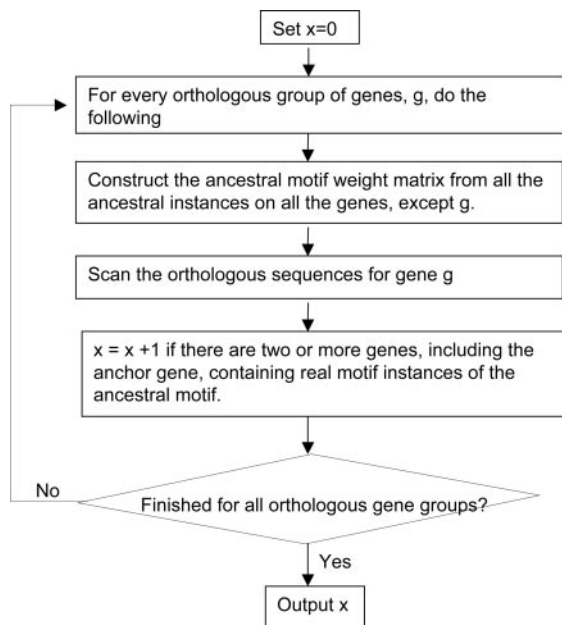 Set x=0
For every orthologous group of genes, g, do the
following
Construct the ancestral motif weight matrix from all the
ancestral instances on all the genes, except g.
Scan the orthologous sequences for gene g
x = x +1 if there are two or more genes, including the
anchor gene, containing real motif instances of the
ancestral motif.
No
Finished for all orthologous gene groups?
Yes
Output x